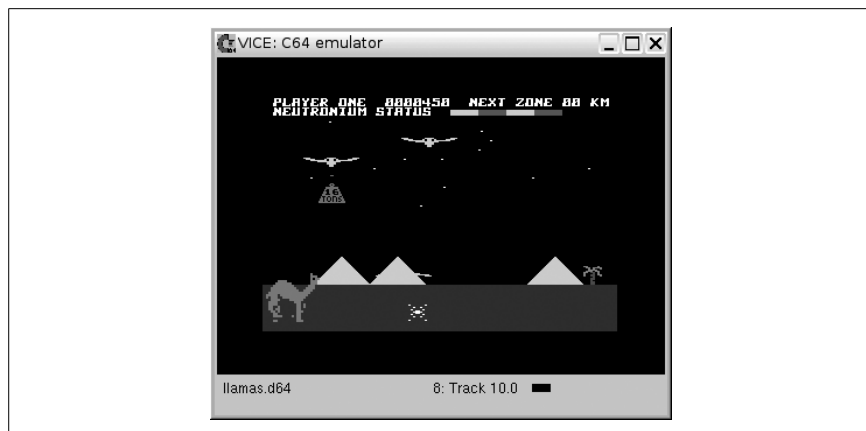 VICE: C64 emulator
PLAYER ONE 0000450 NEXT ZONE 00 KM
NEUTRONIUM STATUS
16
TONS
llamas.d64 8: Track 10.0